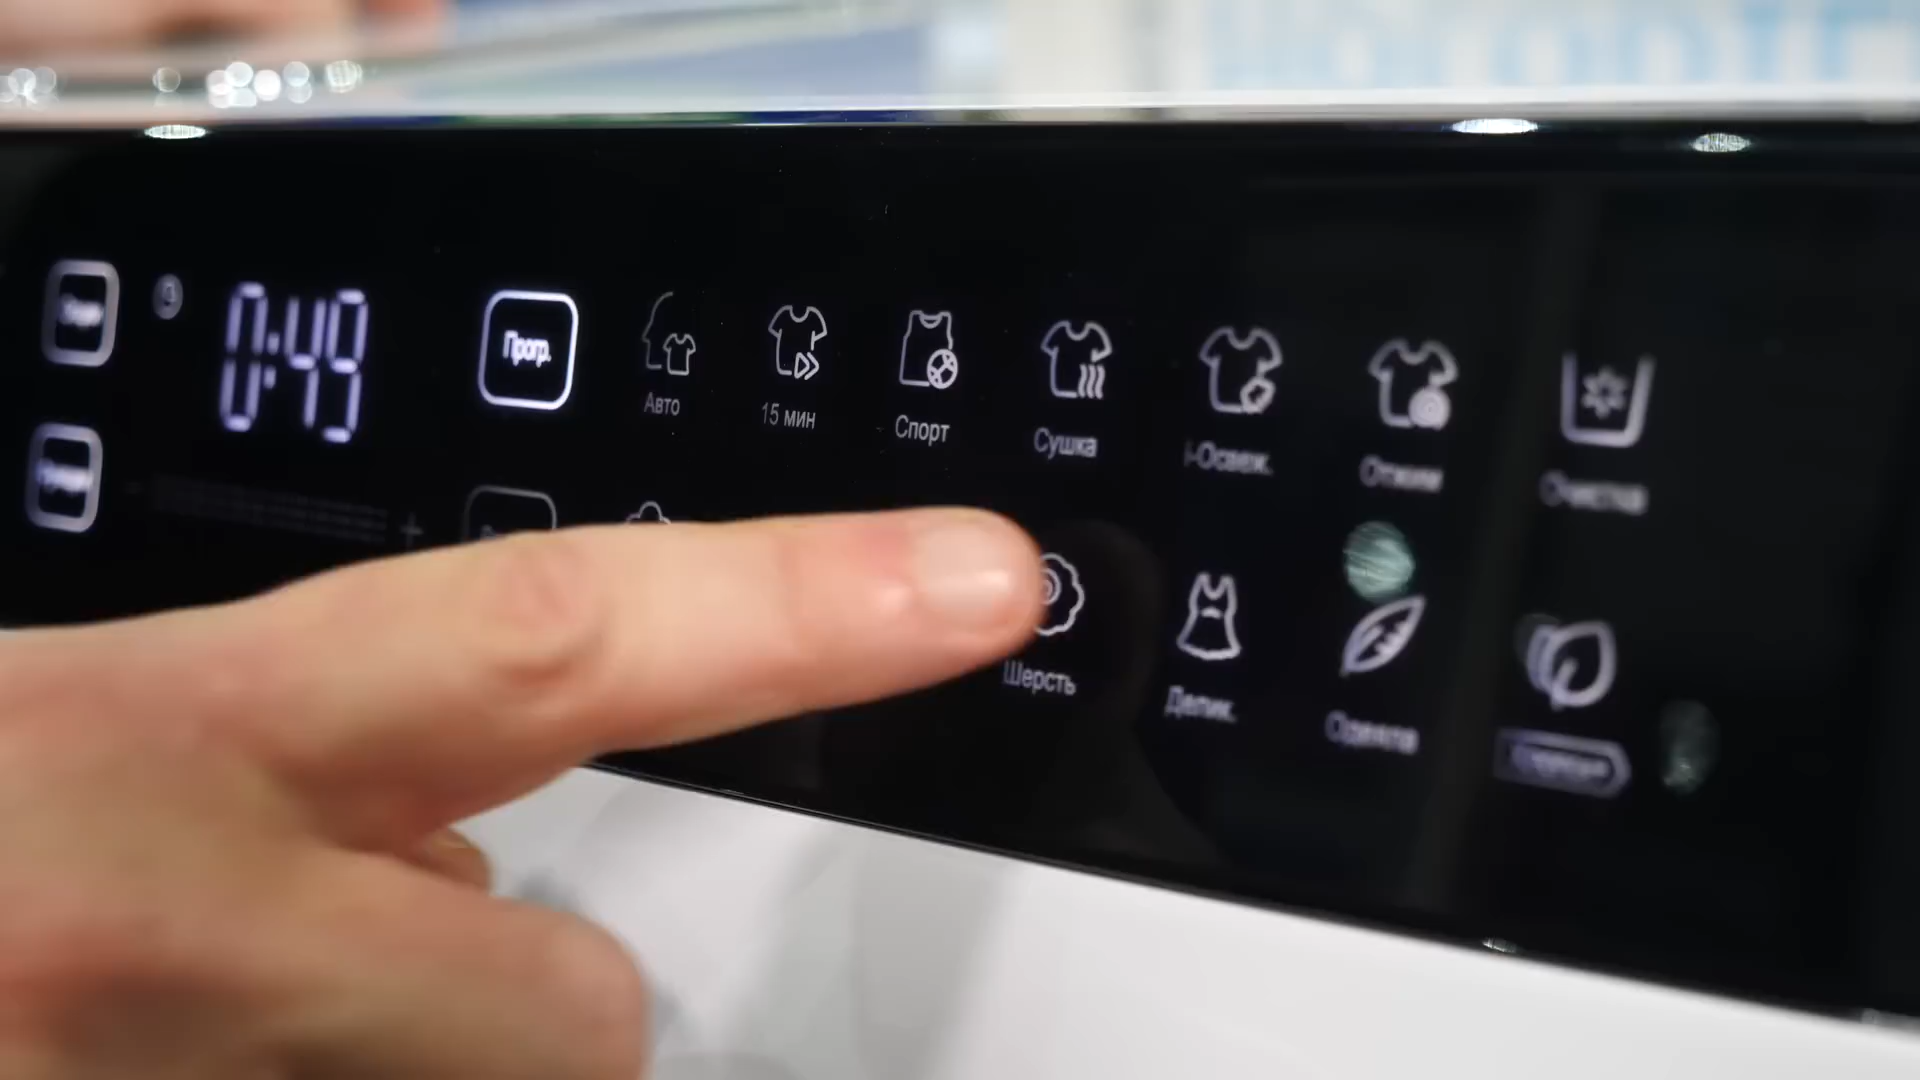 0:49
Прогр.
Авто
15 мин
Спорт
Сушка
i-Освеж.
Отжим
Очистка
Шерсть
Делик.
Одеяла